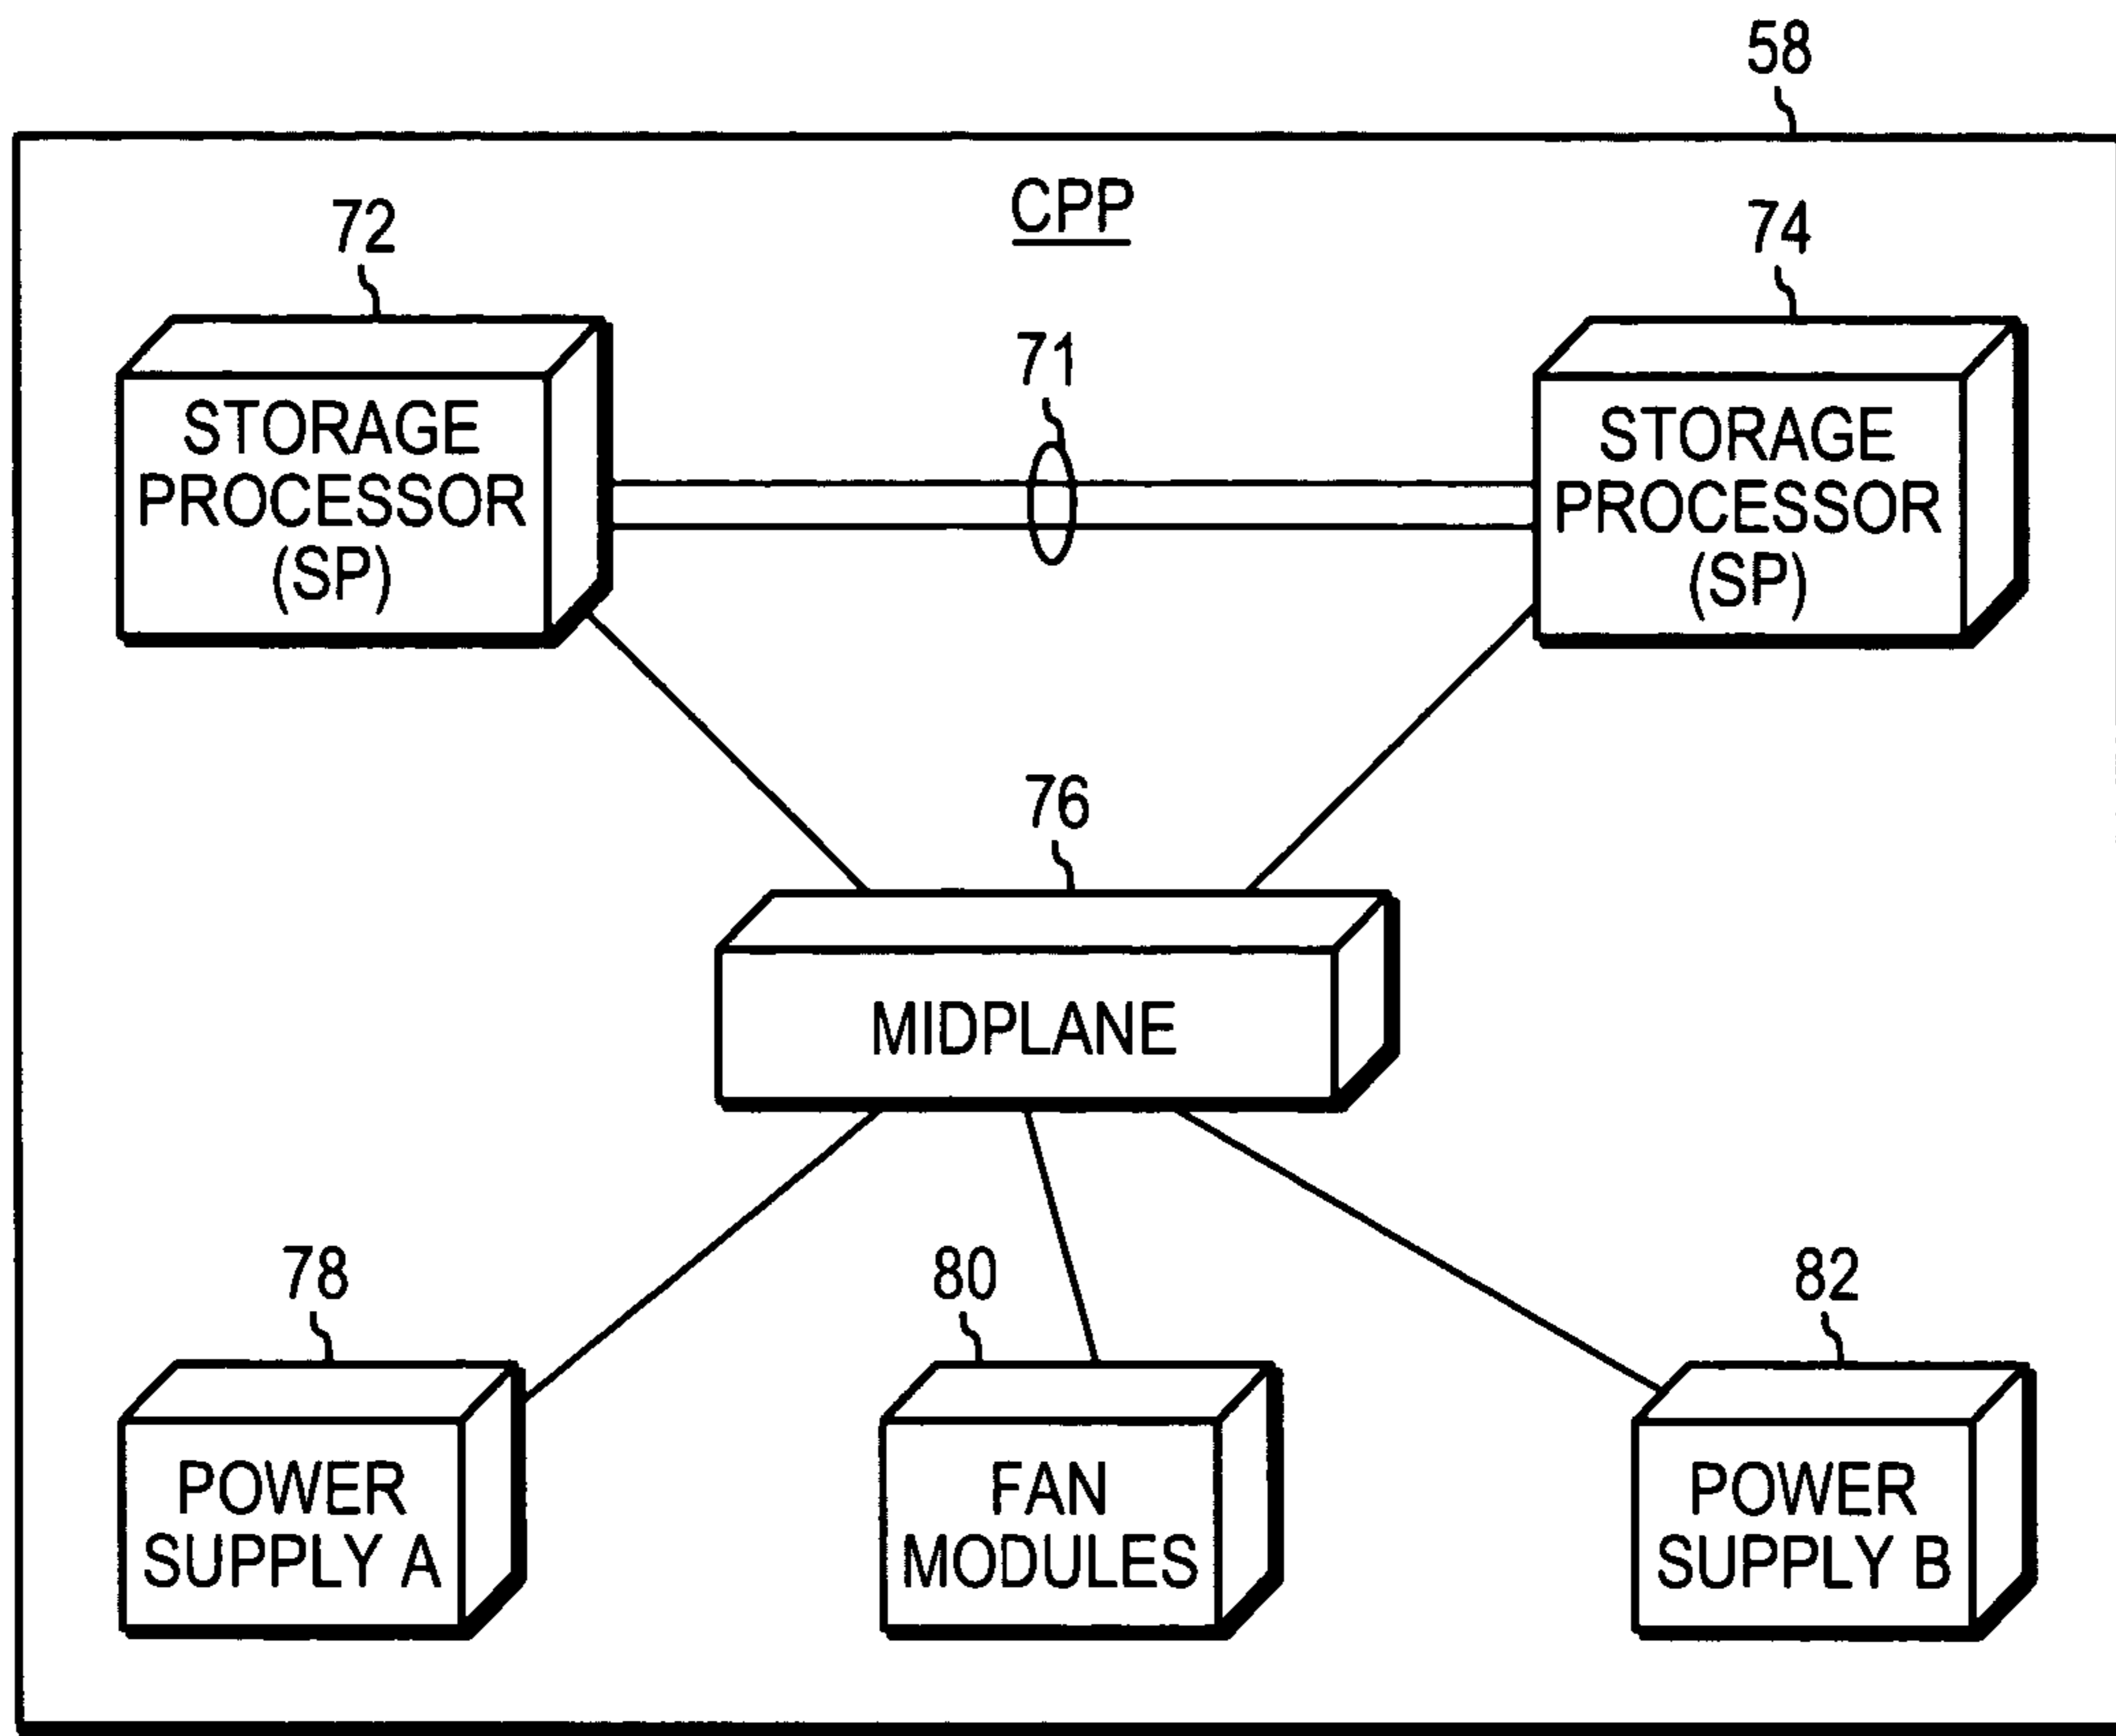 58
CPP
72
74
71
STORAGE
PROCESSOR
(SP)
STORAGE
PROCESSOR
(SP)
76
MIDPLANE
78
80
82
POWER
SUPPLY A
FAN
MODULES
POWER
SUPPLY B